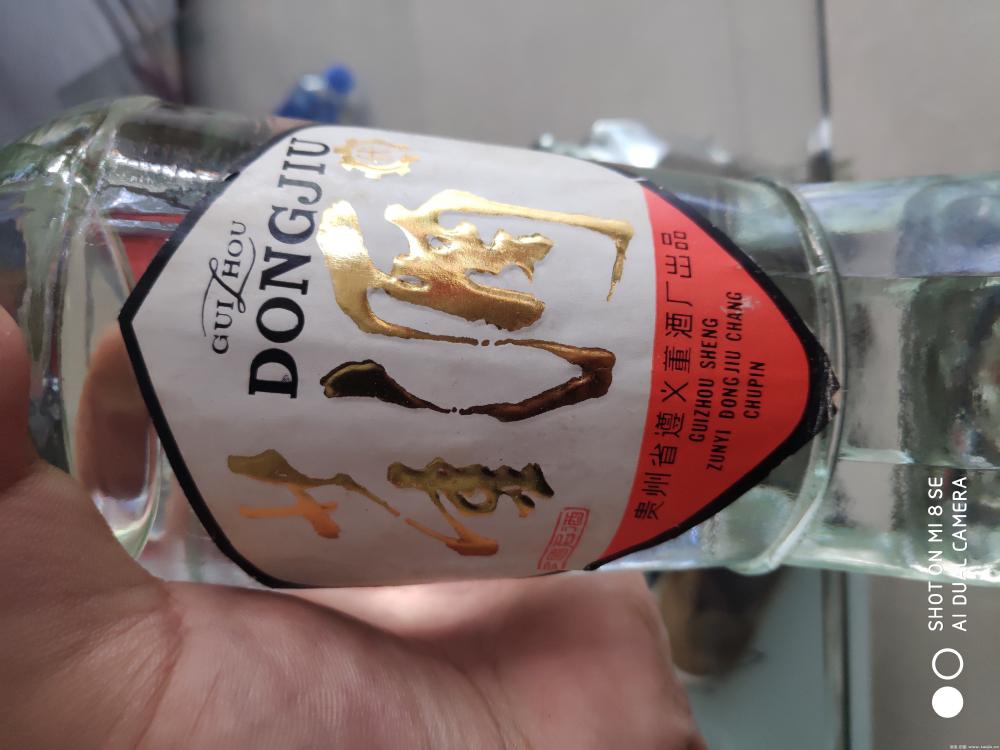 GUIZHOU
DONGJIU
董酒
贵州省遵义董酒厂出品
GUIZHOU SHENG
ZUNYI DONGJIU CHANG
CHUPIN
SHOT ON MI 8 SE
AI DUAL CAMERA